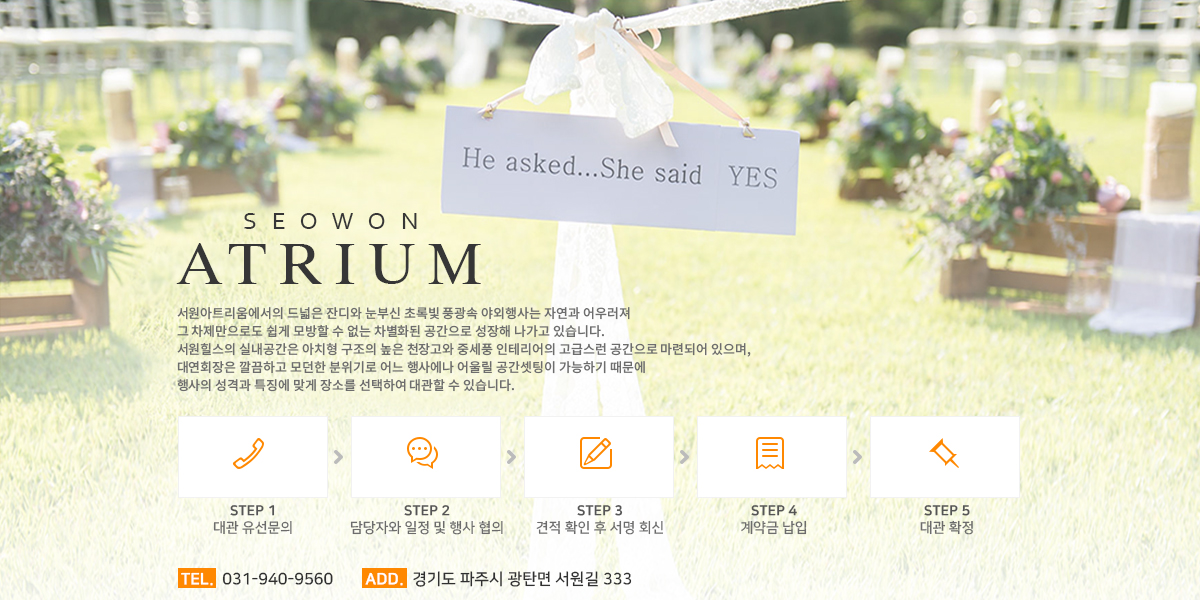 He asked...She said YES
SEOWON
ATRIUM
서원아트리움에서의 드넓은 잔디와 눈부신 초록빛 풍광속 야외행사는 자연과 어우러져
그 차제만으로도 쉽게 모방할 수 없는 차별화된 공간으로 성장해 나가고 있습니다.
서원힐스의 실내공간은 아치형 구조의 높은 천장고와 중세풍 인테리어의 고급스런 공간으로 마련되어 있으며,
대연회장은 깔끔하고 모던한 분위기로 어느 행사에나 어울릴 공간셋팅이 가능하기 때문에
행사의 성격과 특징에 맞게 장소를 선택하여 대관할 수 있습니다.
STEP 1
대관 유선문의
STEP 2
담당자와 일정 및 행사 협의
STEP 3
견적 확인 후 서명 회신
STEP 4
계약금 납입
STEP 5
대관 확정
TEL. 031-940-9560
ADD. 경기도 파주시 광탄면 서원길 333